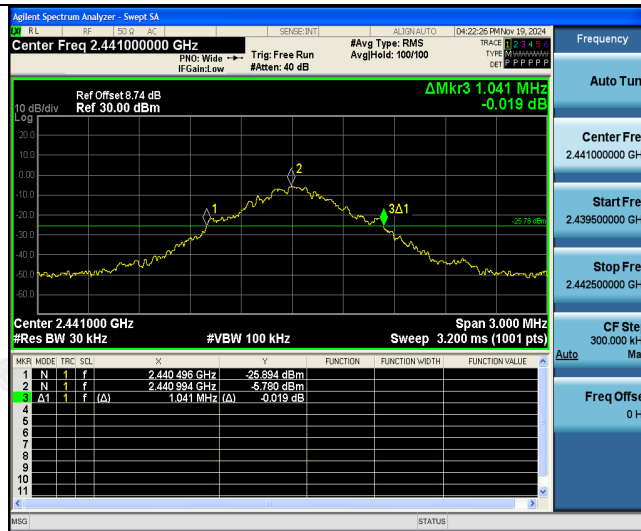 Agilent Spectrum Analyzer - Swept SA
LXI RL RF 50 Ω AC SENSE:INT ALIGN AUTO 04:22:26 PM Nov 19, 2024
Center Freq 2.441000000 GHz #Avg Type: RMS TRACE 1 2 3 4 5 6
PNO: Wide Trig: Free Run Avg|Hold: 100/100 TYPE M
IFGain:Low #Atten: 40 dB DET P P P P P P
Frequency
Auto Tun
Ref Offset 8.74 dB ΔMkr3 1.041 MHz
10 dB/div Ref 30.00 dBm -0.019 dB
Log
20.0
10.0
0.00
-10.0
-20.0
-30.0
-40.0
-50.0
-60.0
1
2
3Δ1
-25.78 dBm
Center Fre
2.441000000 GH
Start Fre
2.439500000 GH
Stop Fre
2.442500000 GH
CF Ste
300.000 kH
Auto Ma
Freq Offse
0 H
Center 2.441000 GHz Span 3.000 MHz
#Res BW 30 kHz #VBW 100 kHz Sweep 3.200 ms (1001 pts)
MKR MODE TRC SCL X Y FUNCTION FUNCTION WIDTH FUNCTION VALUE
1 N 1 f 2.440 496 GHz -25.894 dBm
2 N 1 f 2.440 994 GHz -5.780 dBm
3 Δ1 1 f (Δ) 1.041 MHz (Δ) -0.019 dB
4
5
6
7
8
9
10
11
MSG STATUS